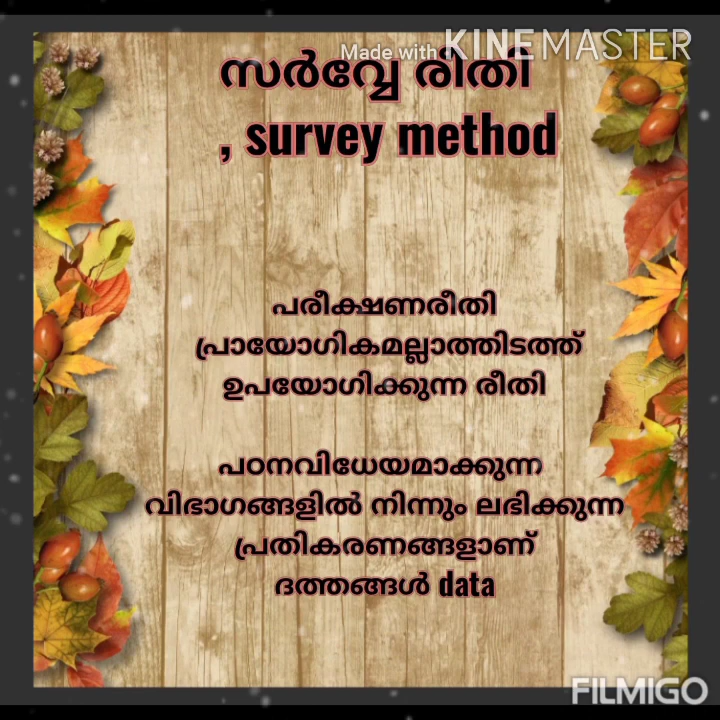 Made with KINEMASTER
സർവ്വേ രീതി
, survey method
പരീക്ഷണരീതി
പ്രായോഗികമല്ലാത്തിടത്ത്
ഉപയോഗിക്കുന്ന രീതി
പഠനവിധേയമാക്കുന്ന
വിഭാഗങ്ങളിൽ നിന്നും ലഭിക്കുന്ന
പ്രതികരണങ്ങളാണ്
ദത്തങ്ങൾ data
FILMIGO